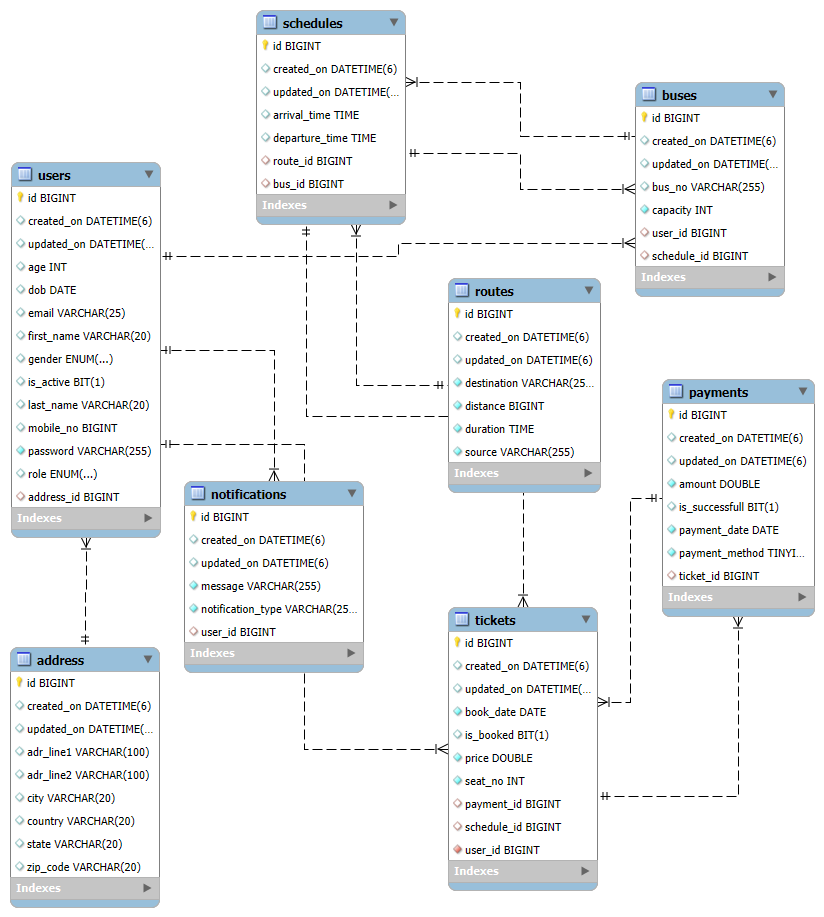 schedules
id BIGINT
created_on DATETIME(6)
updated_on DATETIME(...
arrival_time TIME
departure_time TIME
route_id BIGINT
bus_id BIGINT
Indexes
buses
id BIGINT
created_on DATETIME(6)
updated_on DATETIME(...
bus_no VARCHAR(255)
capacity INT
user_id BIGINT
schedule_id BIGINT
Indexes
users
id BIGINT
created_on DATETIME(6)
updated_on DATETIME(...
age INT
dob DATE
email VARCHAR(25)
first_name VARCHAR(20)
gender ENUM(...)
is_active BIT(1)
last_name VARCHAR(20)
mobile_no BIGINT
password VARCHAR(255)
role ENUM(...)
address_id BIGINT
Indexes
routes
id BIGINT
created_on DATETIME(6)
updated_on DATETIME(6)
destination VARCHAR(25...
distance BIGINT
duration TIME
source VARCHAR(255)
Indexes
payments
id BIGINT
created_on DATETIME(6)
updated_on DATETIME(6)
amount DOUBLE
is_successfull BIT(1)
payment_date DATE
payment_method TINYI...
ticket_id BIGINT
Indexes
notifications
id BIGINT
created_on DATETIME(6)
updated_on DATETIME(6)
message VARCHAR(255)
notification_type VARCHAR(25...
user_id BIGINT
Indexes
tickets
id BIGINT
created_on DATETIME(6)
updated_on DATETIME(...
book_date DATE
is_booked BIT(1)
price DOUBLE
seat_no INT
payment_id BIGINT
schedule_id BIGINT
user_id BIGINT
Indexes
address
id BIGINT
created_on DATETIME(6)
updated_on DATETIME(...
adr_line1 VARCHAR(100)
adr_line2 VARCHAR(100)
city VARCHAR(20)
country VARCHAR(20)
state VARCHAR(20)
zip_code VARCHAR(20)
Indexes